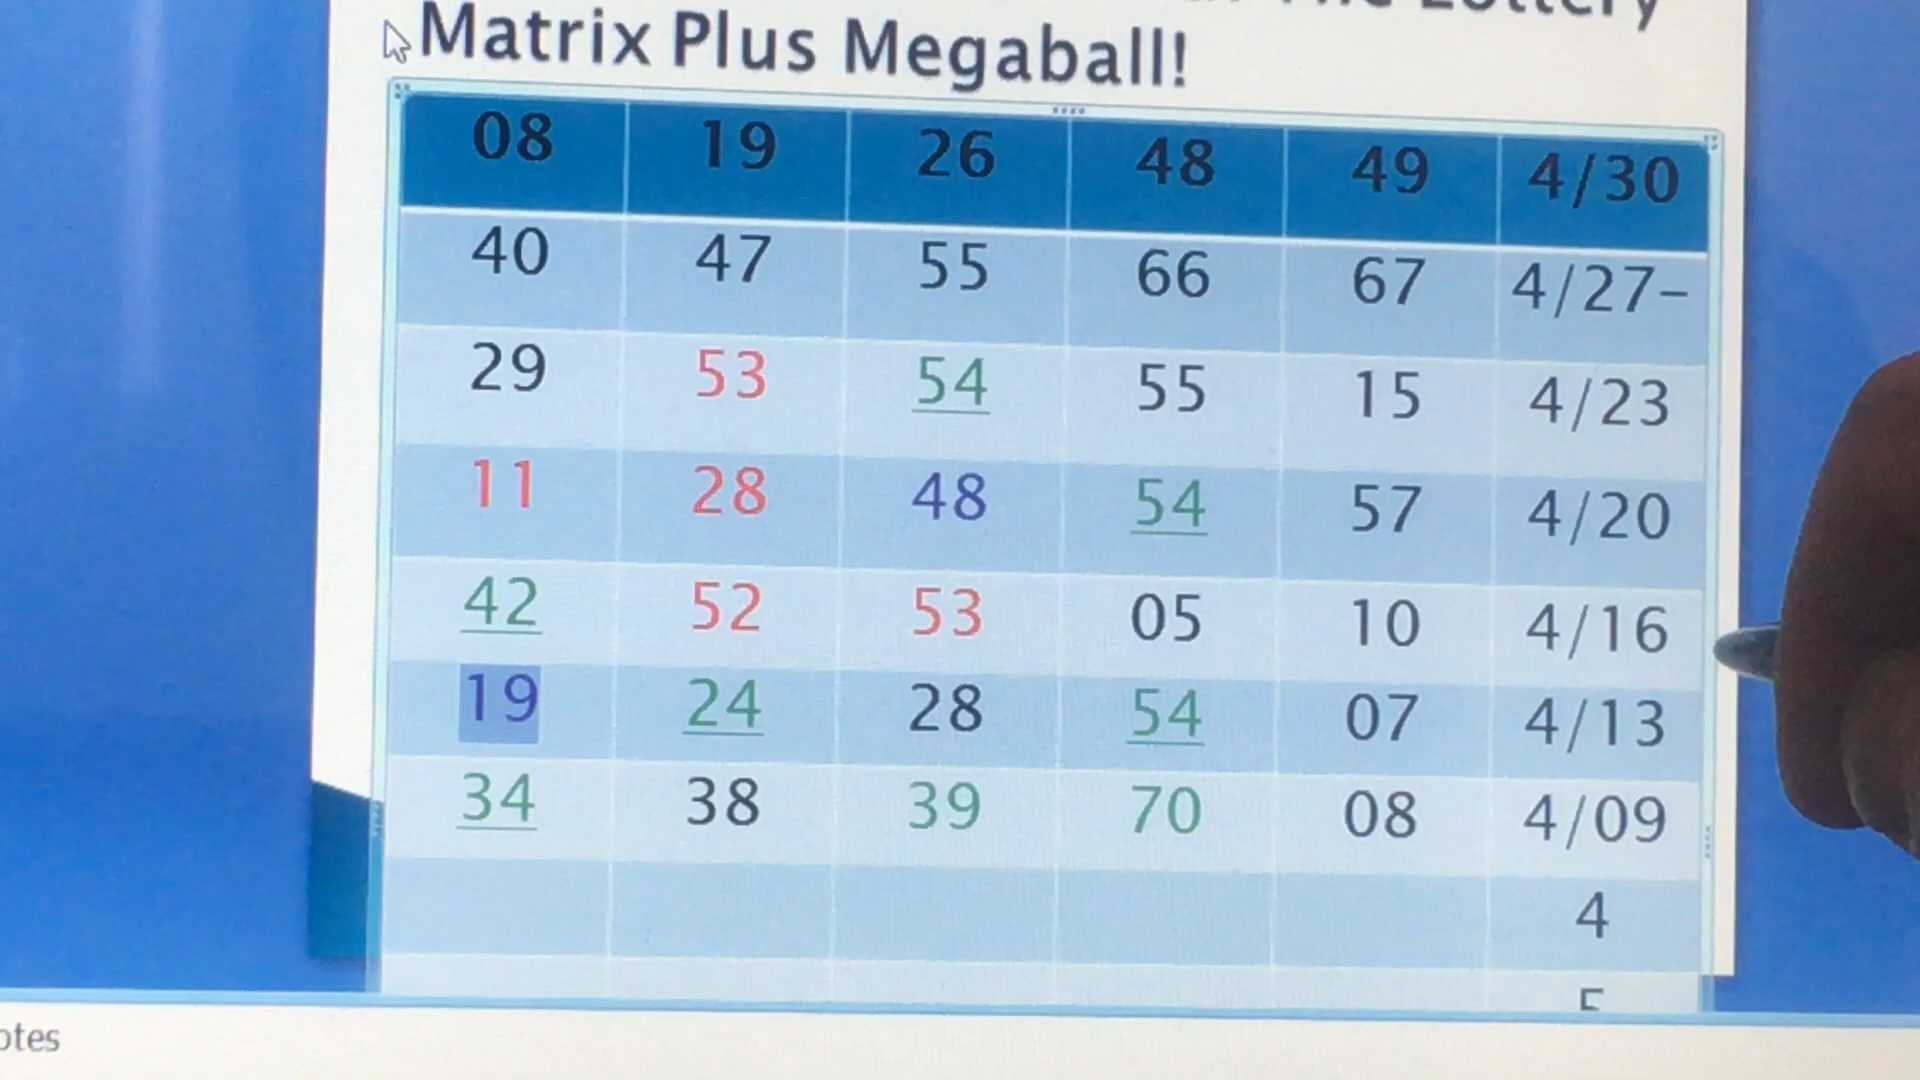 Lottery
Matrix Plus Megaball!
08 19 26 48 49 4/30
40 47 55 66 67 4/27-
29 53 54 55 15 4/23
11 28 48 54 57 4/20
42 52 53 05 10 4/16
19 24 28 54 07 4/13
34 38 39 70 08 4/09
4
otes